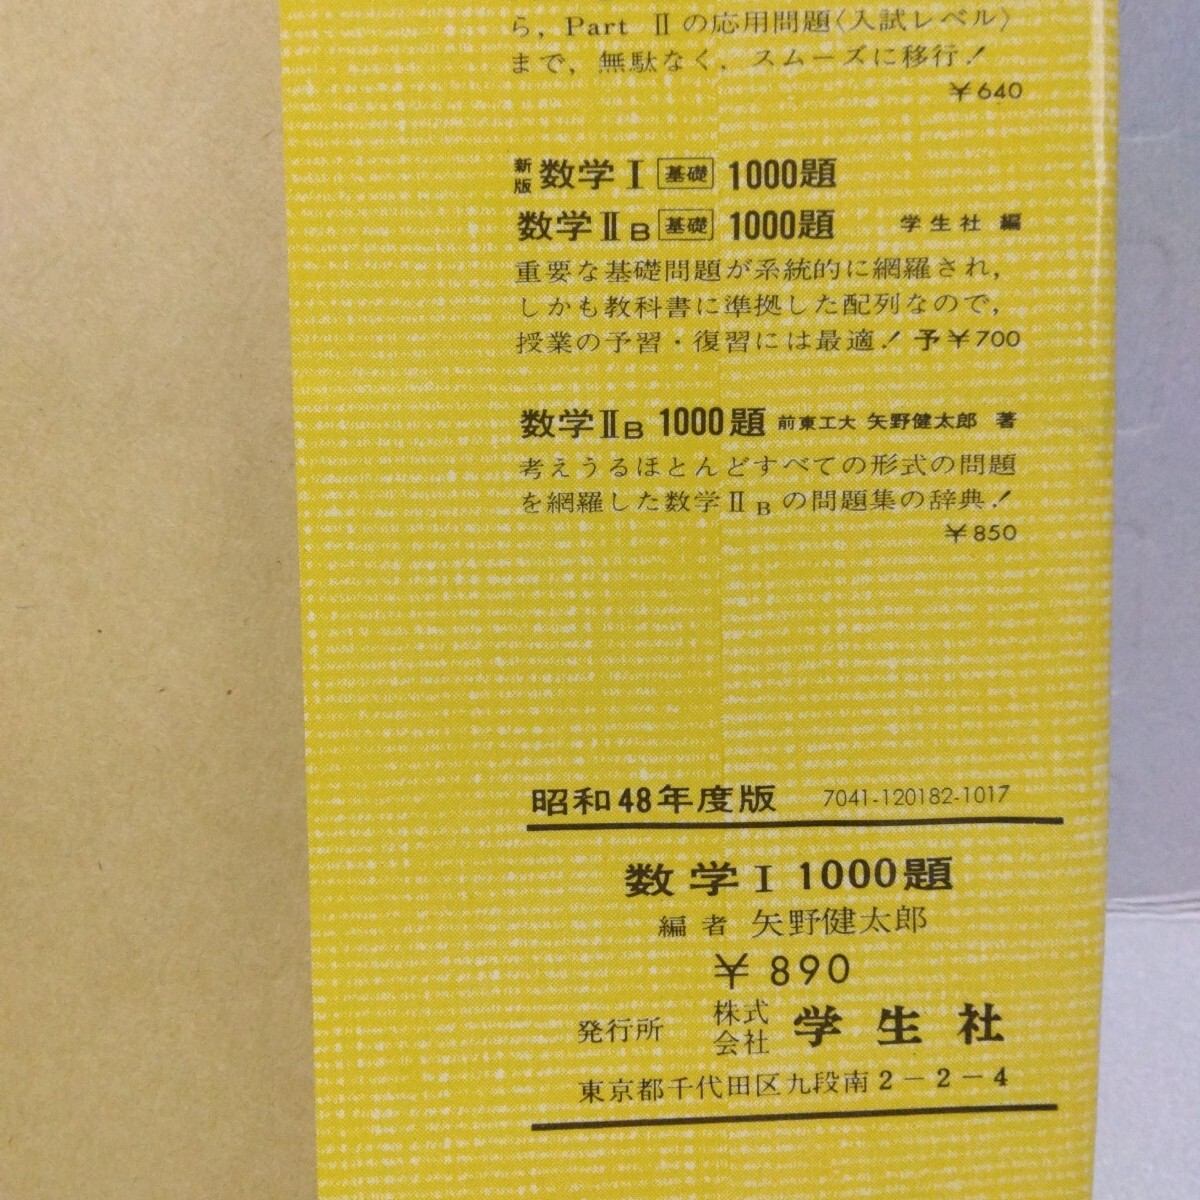 ら，Part Ⅱの応用問題〈入試レベル〉
まで，無駄なく，スムーズに移行！
￥640
新版 数学Ⅰ 基礎 1000題
数学ⅡB 基礎 1000題 学生社 編
重要な基礎問題が系統的に網羅され，
しかも教科書に準拠した配列なので，
授業の予習・復習には最適！ 予￥700
数学ⅡB 1000題 前東工大 矢野健太郎 著
考えうるほとんどすべての形式の問題
を網羅した数学ⅡBの問題集の辞典！
￥850
昭和48年度版 7041-120182-1017
数学Ⅰ 1000題
編者 矢野健太郎
￥890
発行所 株式会社 学生社
東京都千代田区九段南2－2－4